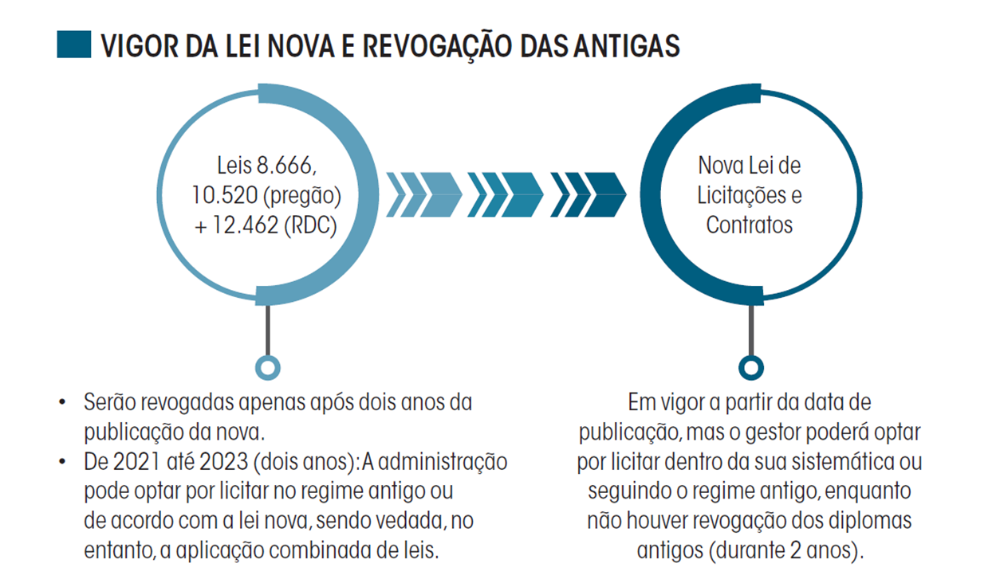 VIGOR DA LEI NOVA E REVOGAÇÃO DAS ANTIGAS
Leis 8.666,
10.520 (pregão)
+ 12.462 (RDC)
Nova Lei de
Licitações e
Contratos
• Serão revogadas apenas após dois anos da
publicação da nova.
• De 2021 até 2023 (dois anos): A administração
pode optar por licitar no regime antigo ou
de acordo com a lei nova, sendo vedada, no
entanto, a aplicação combinada de leis.
Em vigor a partir da data de
publicação, mas o gestor poderá optar
por licitar dentro da sua sistemática ou
seguindo o regime antigo, enquanto
não houver revogação dos diplomas
antigos (durante 2 anos).